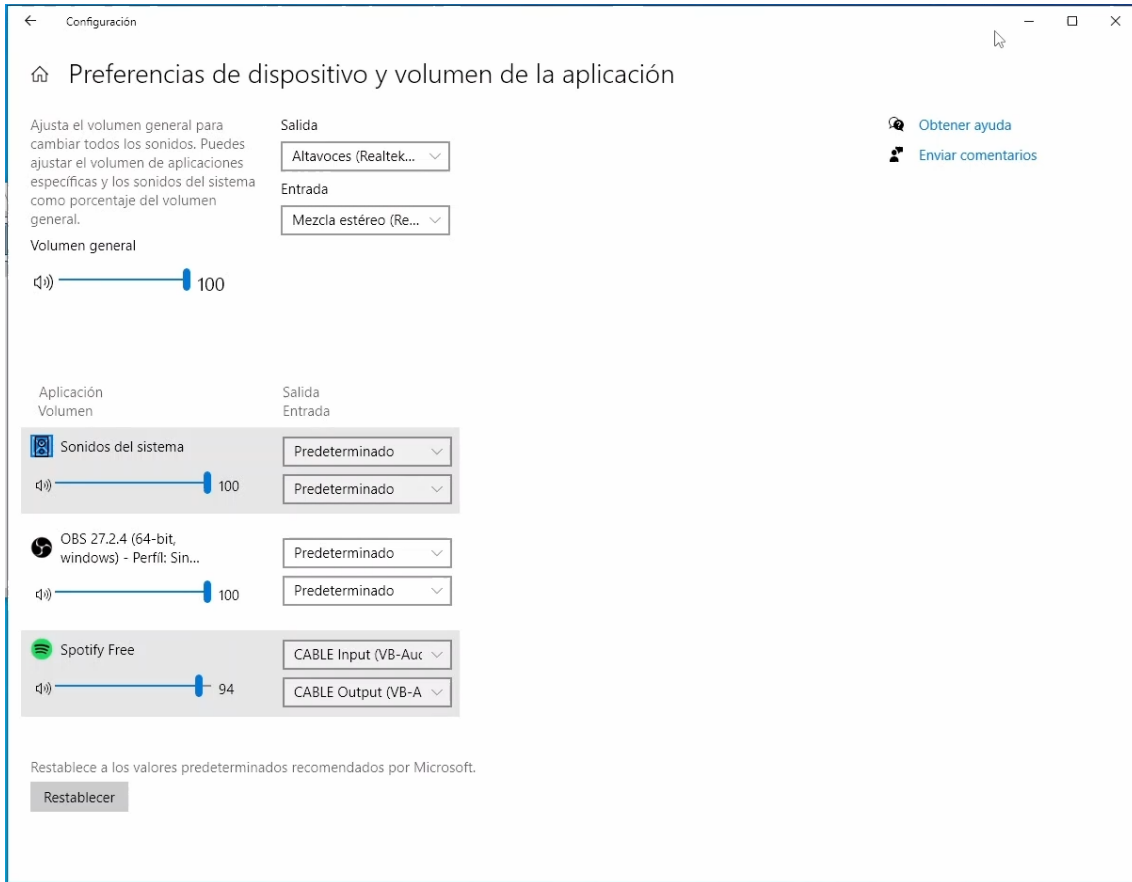 Configuración
Preferencias de dispositivo y volumen de la aplicación
Ajusta el volumen general para
cambiar todos los sonidos. Puedes
ajustar el volumen de aplicaciones
específicas y los sonidos del sistema
como porcentaje del volumen
general.
Volumen general
100
Salida
Altavoces (Realtek...
Entrada
Mezcla estéreo (Re...
Obtener ayuda
Enviar comentarios
Aplicación
Volumen
Salida
Entrada
Sonidos del sistema
100
Predeterminado
Predeterminado
OBS 27.2.4 (64-bit,
windows) - Perfil: Sin...
100
Predeterminado
Predeterminado
Spotify Free
94
CABLE Input (VB-Auc
CABLE Output (VB-A
Restablece a los valores predeterminados recomendados por Microsoft.
Restablecer